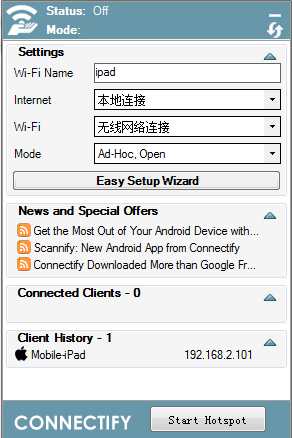 Status: Off
Mode:
Settings
Wi-Fi Name ipad
Internet 本地连接
Wi-Fi 无线网络连接
Mode Ad-Hoc, Open
Easy Setup Wizard
News and Special Offers
Get the Most Out of Your Android Device with...
Scannify: New Android App from Connectify
Connectify Downloaded More than Google Fr...
Connected Clients - 0
Client History - 1
Mobile-iPad 192.168.2.101
CONNECTIFY Start Hotspot